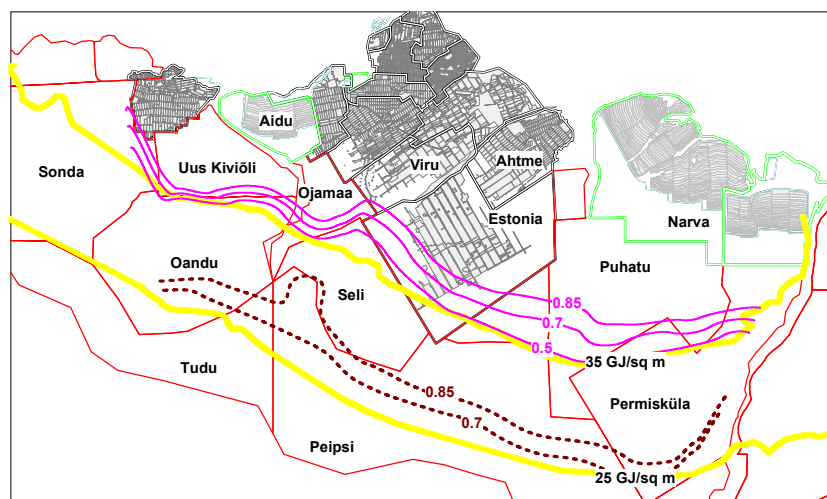 Aidu
Sonda
Uus Kiviõli
Viru
Ahtme
Ojamaa
Estonia
Narva
Oandu
Puhatu
Seli
0.85
0.7
0.5
35 GJ/sq m
Tudu
0.85
Permisküla
0.7
Peipsi
25 GJ/sq m